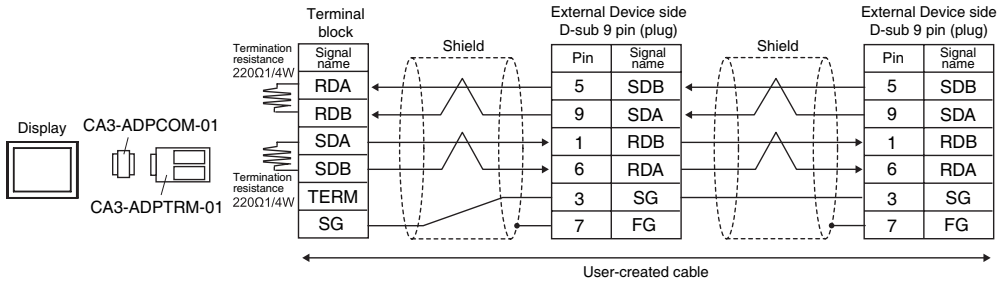 Terminal block
External Device side
D-sub 9 pin (plug)
External Device side
D-sub 9 pin (plug)
Termination resistance 220Ω1/4W
Signal name
Shield
Pin
Signal name
Shield
Pin
Signal name
RDA
5
SDB
5
SDB
RDB
9
SDA
9
SDA
Display
CA3-ADPCOM-01
SDA
1
RDB
1
RDB
SDB
6
RDA
6
RDA
Termination resistance 220Ω1/4W
CA3-ADPTRM-01
TERM
3
SG
3
SG
SG
7
FG
7
FG
User-created cable